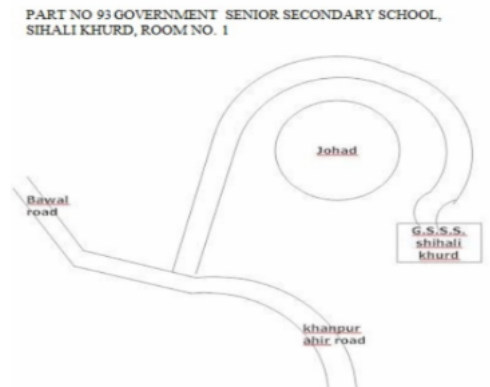 PART NO 93 GOVERNMENT SENIOR SECONDARY SCHOOL,
SIHALI KHURD, ROOM NO. 1
Johad
Bawal
road
G.S.S.S.
shihali
khurd
khanpur
ahir road